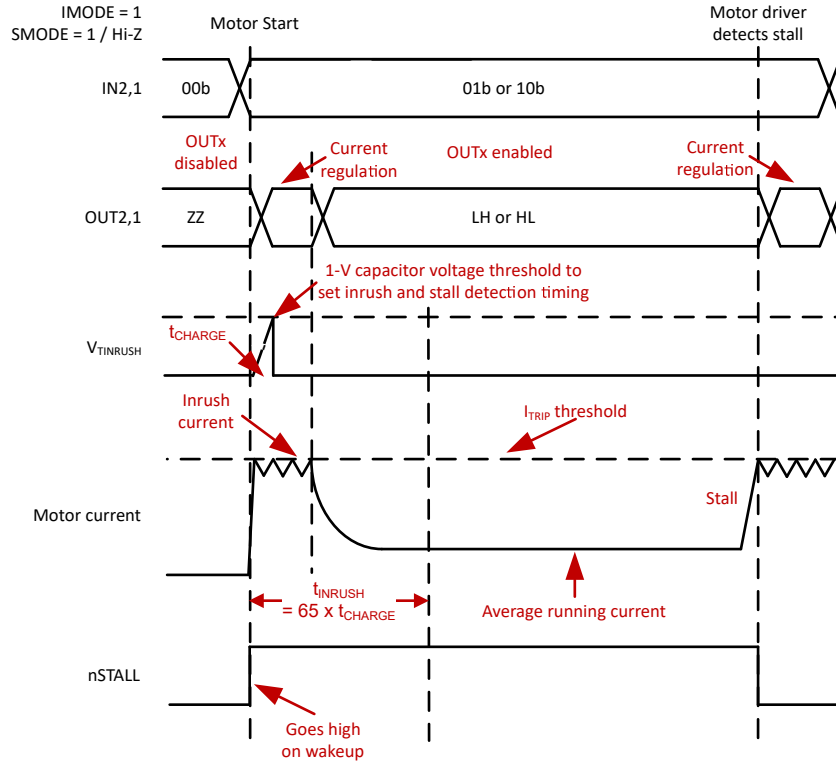 IMODE = 1
SMODE = 1 / Hi-Z
Motor Start
Motor driver
detects stall
IN2,1
00b
01b or 10b
OUTx
disabled
Current
regulation
OUTx enabled
Current
regulation
OUT2,1
ZZ
LH or HL
1-V capacitor voltage threshold to
set inrush and stall detection timing
tCHARGE
VTINRUSH
Inrush
current
ITRIP threshold
Motor current
Stall
tINRUSH
= 65 x tCHARGE
Average running current
nSTALL
Goes high
on wakeup